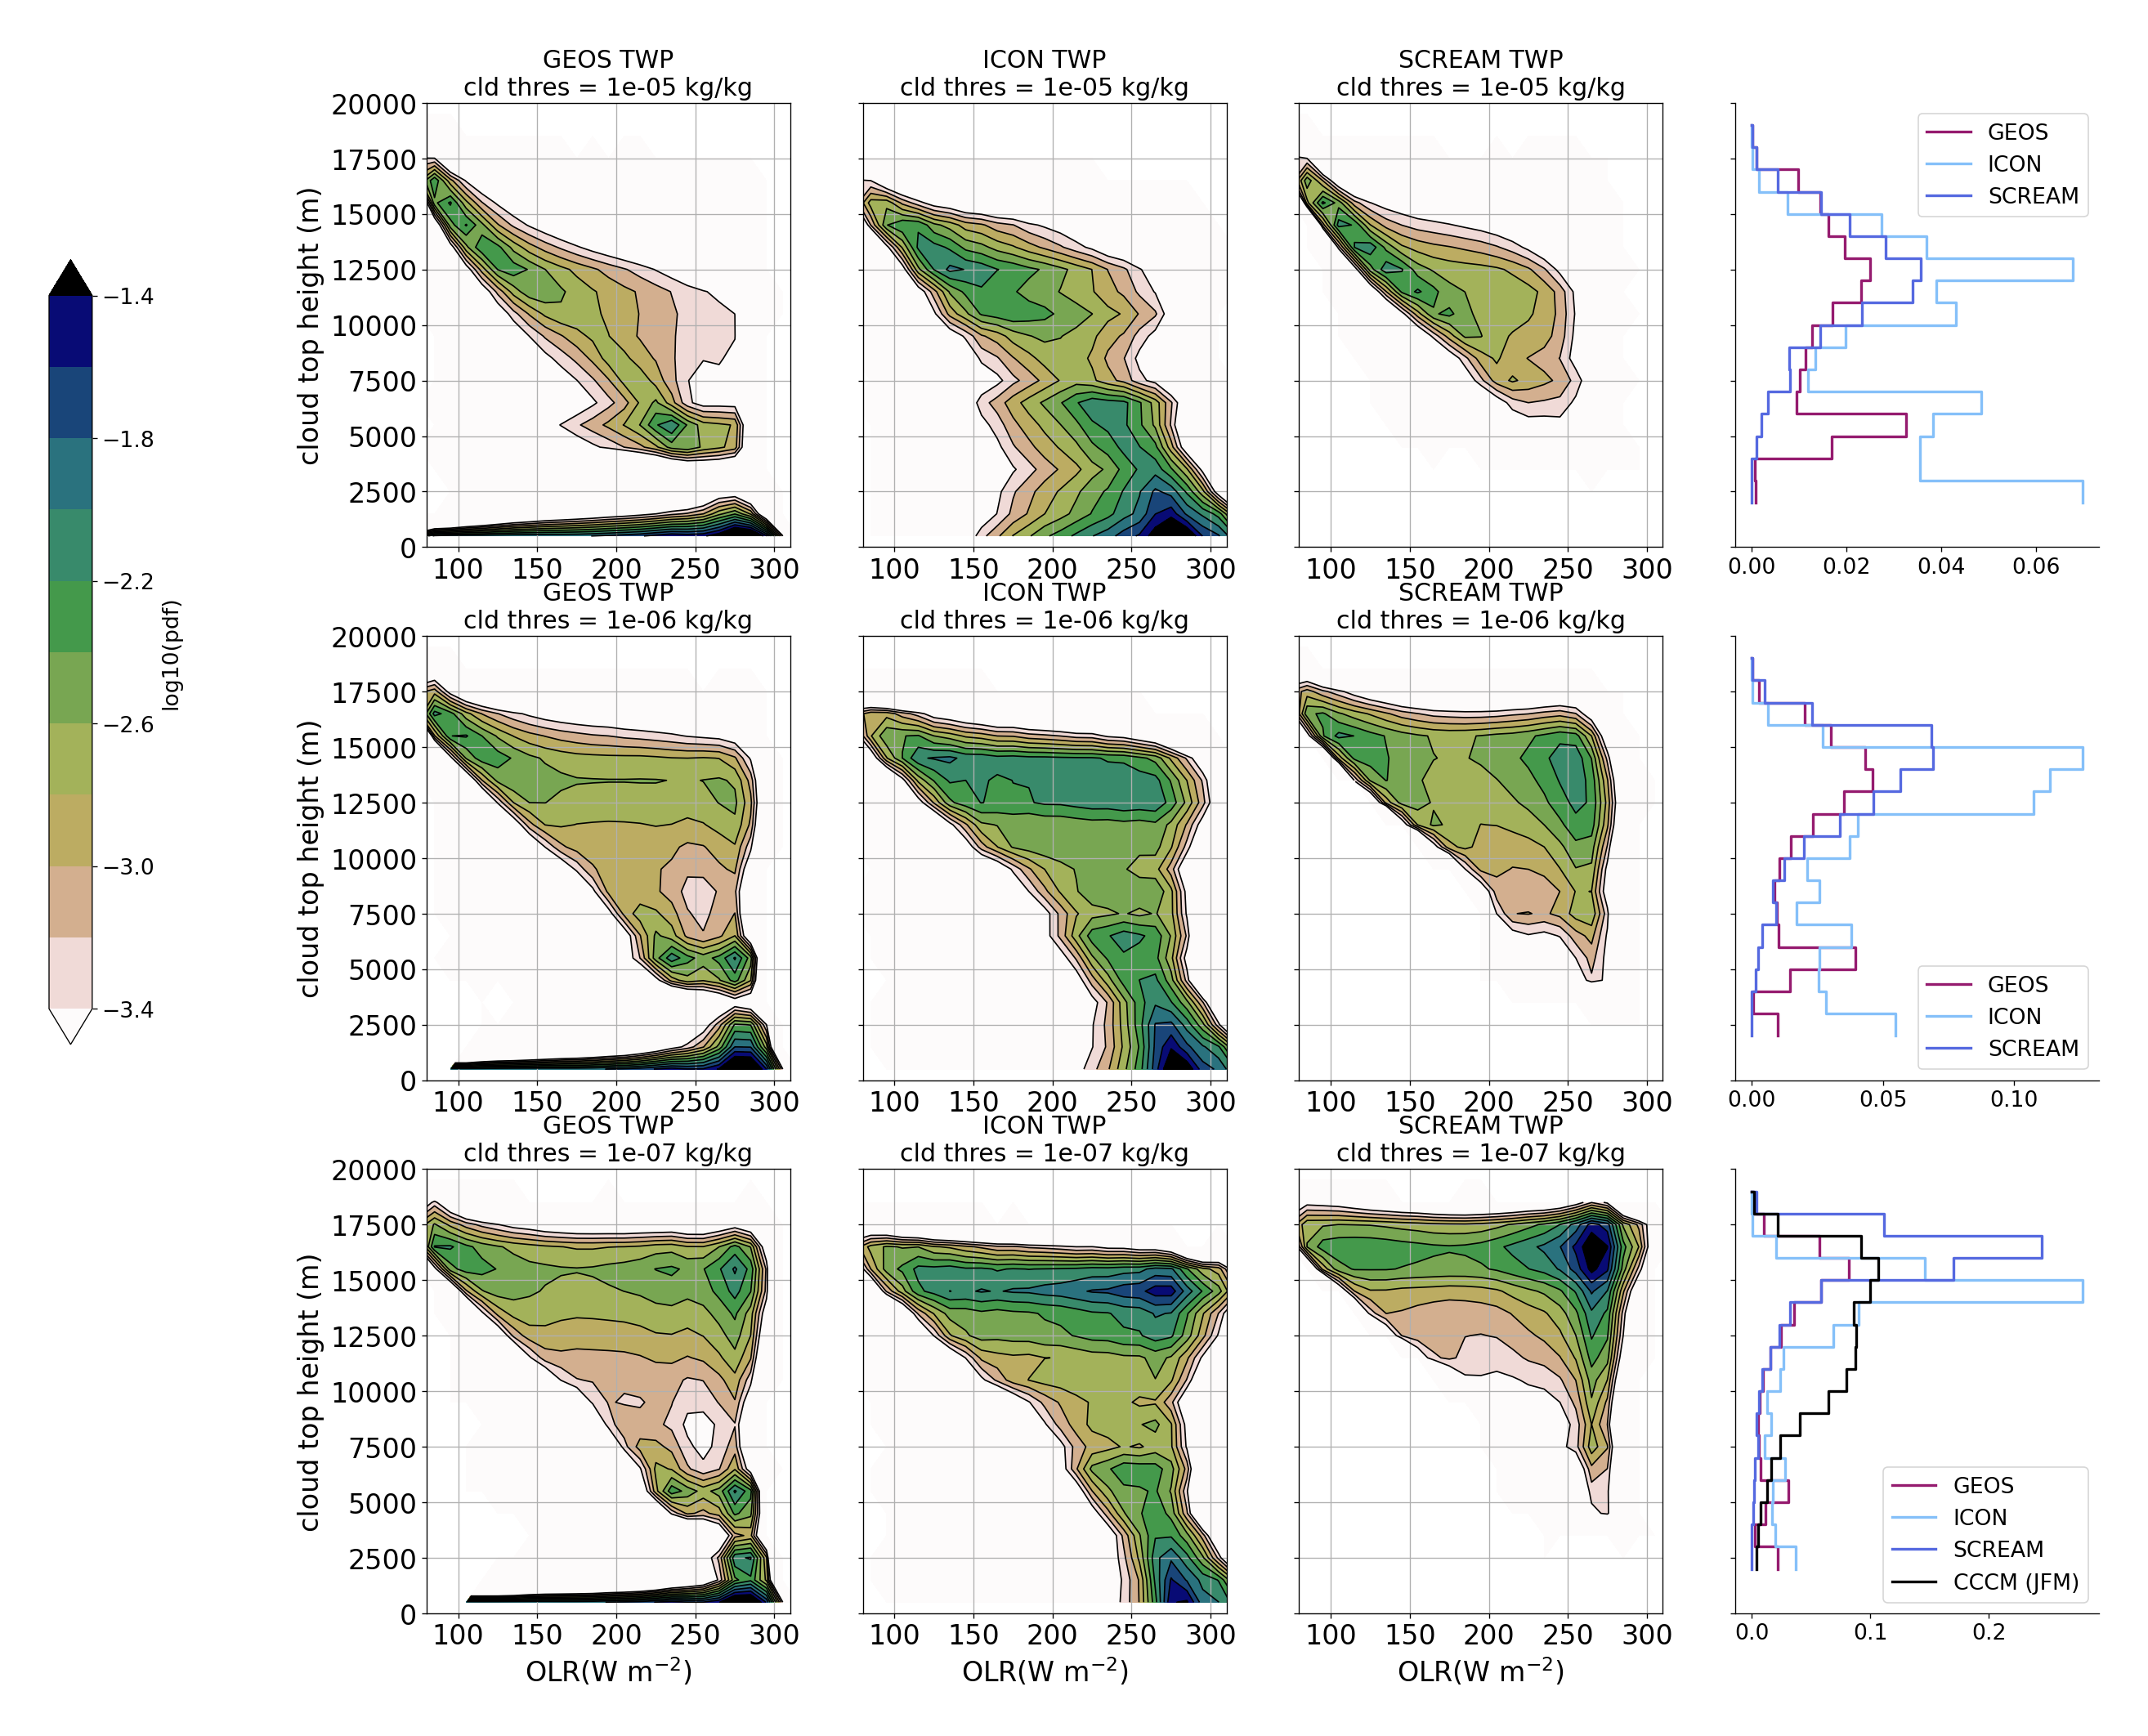 GEOS TWP
cld thres = 1e-05 kg/kg
ICON TWP
cld thres = 1e-05 kg/kg
SCREAM TWP
cld thres = 1e-05 kg/kg
cloud top height (m)
20000
17500
15000
12500
10000
7500
5000
2500
0
100 150 200 250 300
100 150 200 250 300
100 150 200 250 300
GEOS
ICON
SCREAM
0.00 0.02 0.04 0.06
−1.4
−1.8
−2.2
−2.6
−3.0
−3.4
log10(pdf)
GEOS TWP
cld thres = 1e-06 kg/kg
ICON TWP
cld thres = 1e-06 kg/kg
SCREAM TWP
cld thres = 1e-06 kg/kg
cloud top height (m)
20000
17500
15000
12500
10000
7500
5000
2500
0
100 150 200 250 300
100 150 200 250 300
100 150 200 250 300
GEOS
ICON
SCREAM
0.00 0.05 0.10
GEOS TWP
cld thres = 1e-07 kg/kg
ICON TWP
cld thres = 1e-07 kg/kg
SCREAM TWP
cld thres = 1e-07 kg/kg
cloud top height (m)
20000
17500
15000
12500
10000
7500
5000
2500
0
100 150 200 250 300
OLR(W m⁻²)
100 150 200 250 300
OLR(W m⁻²)
100 150 200 250 300
OLR(W m⁻²)
GEOS
ICON
SCREAM
CCCM (JFM)
0.0 0.1 0.2